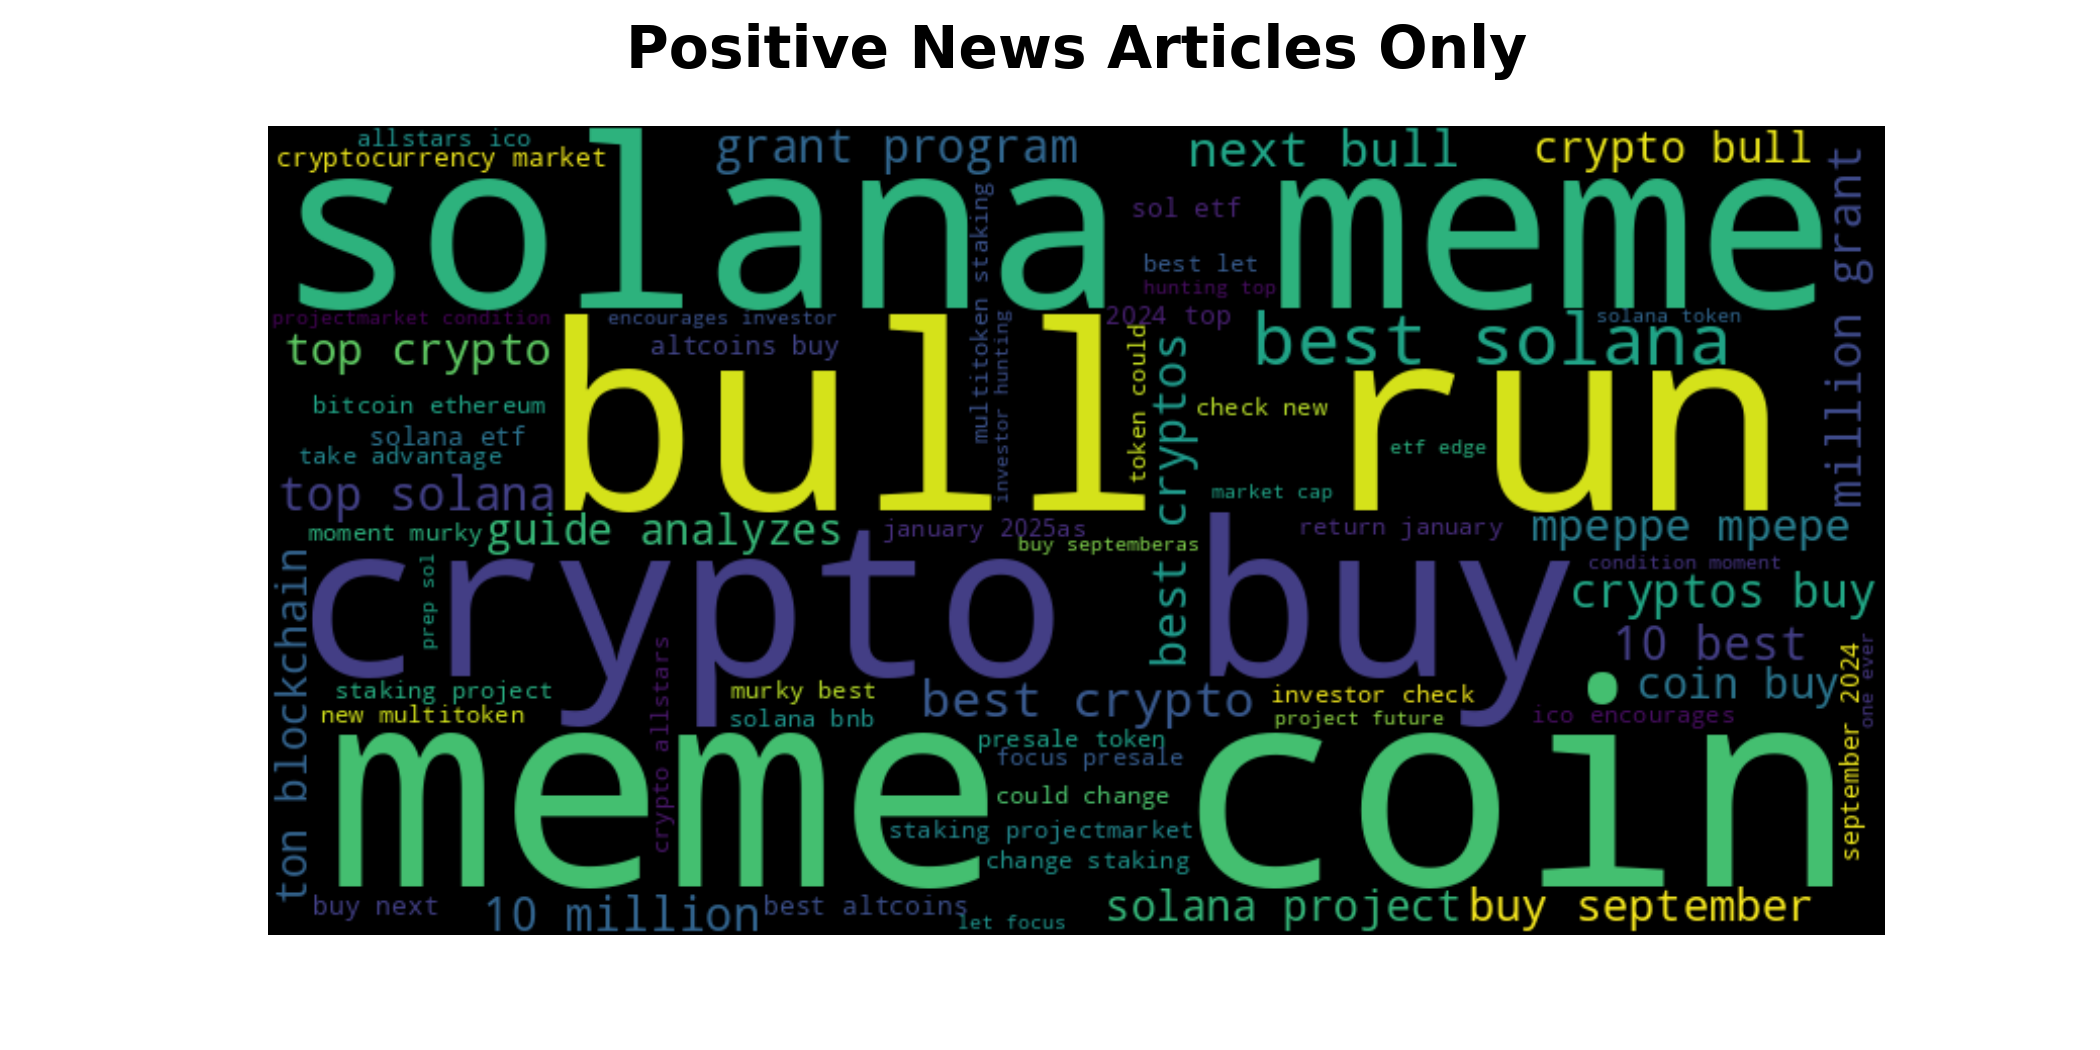 Positive News Articles Only
allstars ico
cryptocurrency market
grant program
next bull
crypto bull
solana meme
sol etf
best let
hunting top
million grant
multitoken staking
projectmarket condition
encourages investor
2024 top
solana token
top crypto
altcoins buy
best solana
bull run
investor hunting
token could
best cryptos
bitcoin ethereum
check new
solana etf
take advantage
etf edge
top solana
market cap
moment murky
guide analyzes
january 2025as
return january
mpeppe mpepe
buy septemberas
crypto buy
condition moment
cryptos buy
prep sol
ton blockchain
10 best
one ever
september 2024
crypto allstars
staking project
murky best
best crypto
investor check
coin buy
new multitoken
solana bnb
project future
ico encourages
meme coin
presale token
focus presale
could change
staking projectmarket
change staking
buy next
10 million
best altcoins
let focus
solana project
buy september